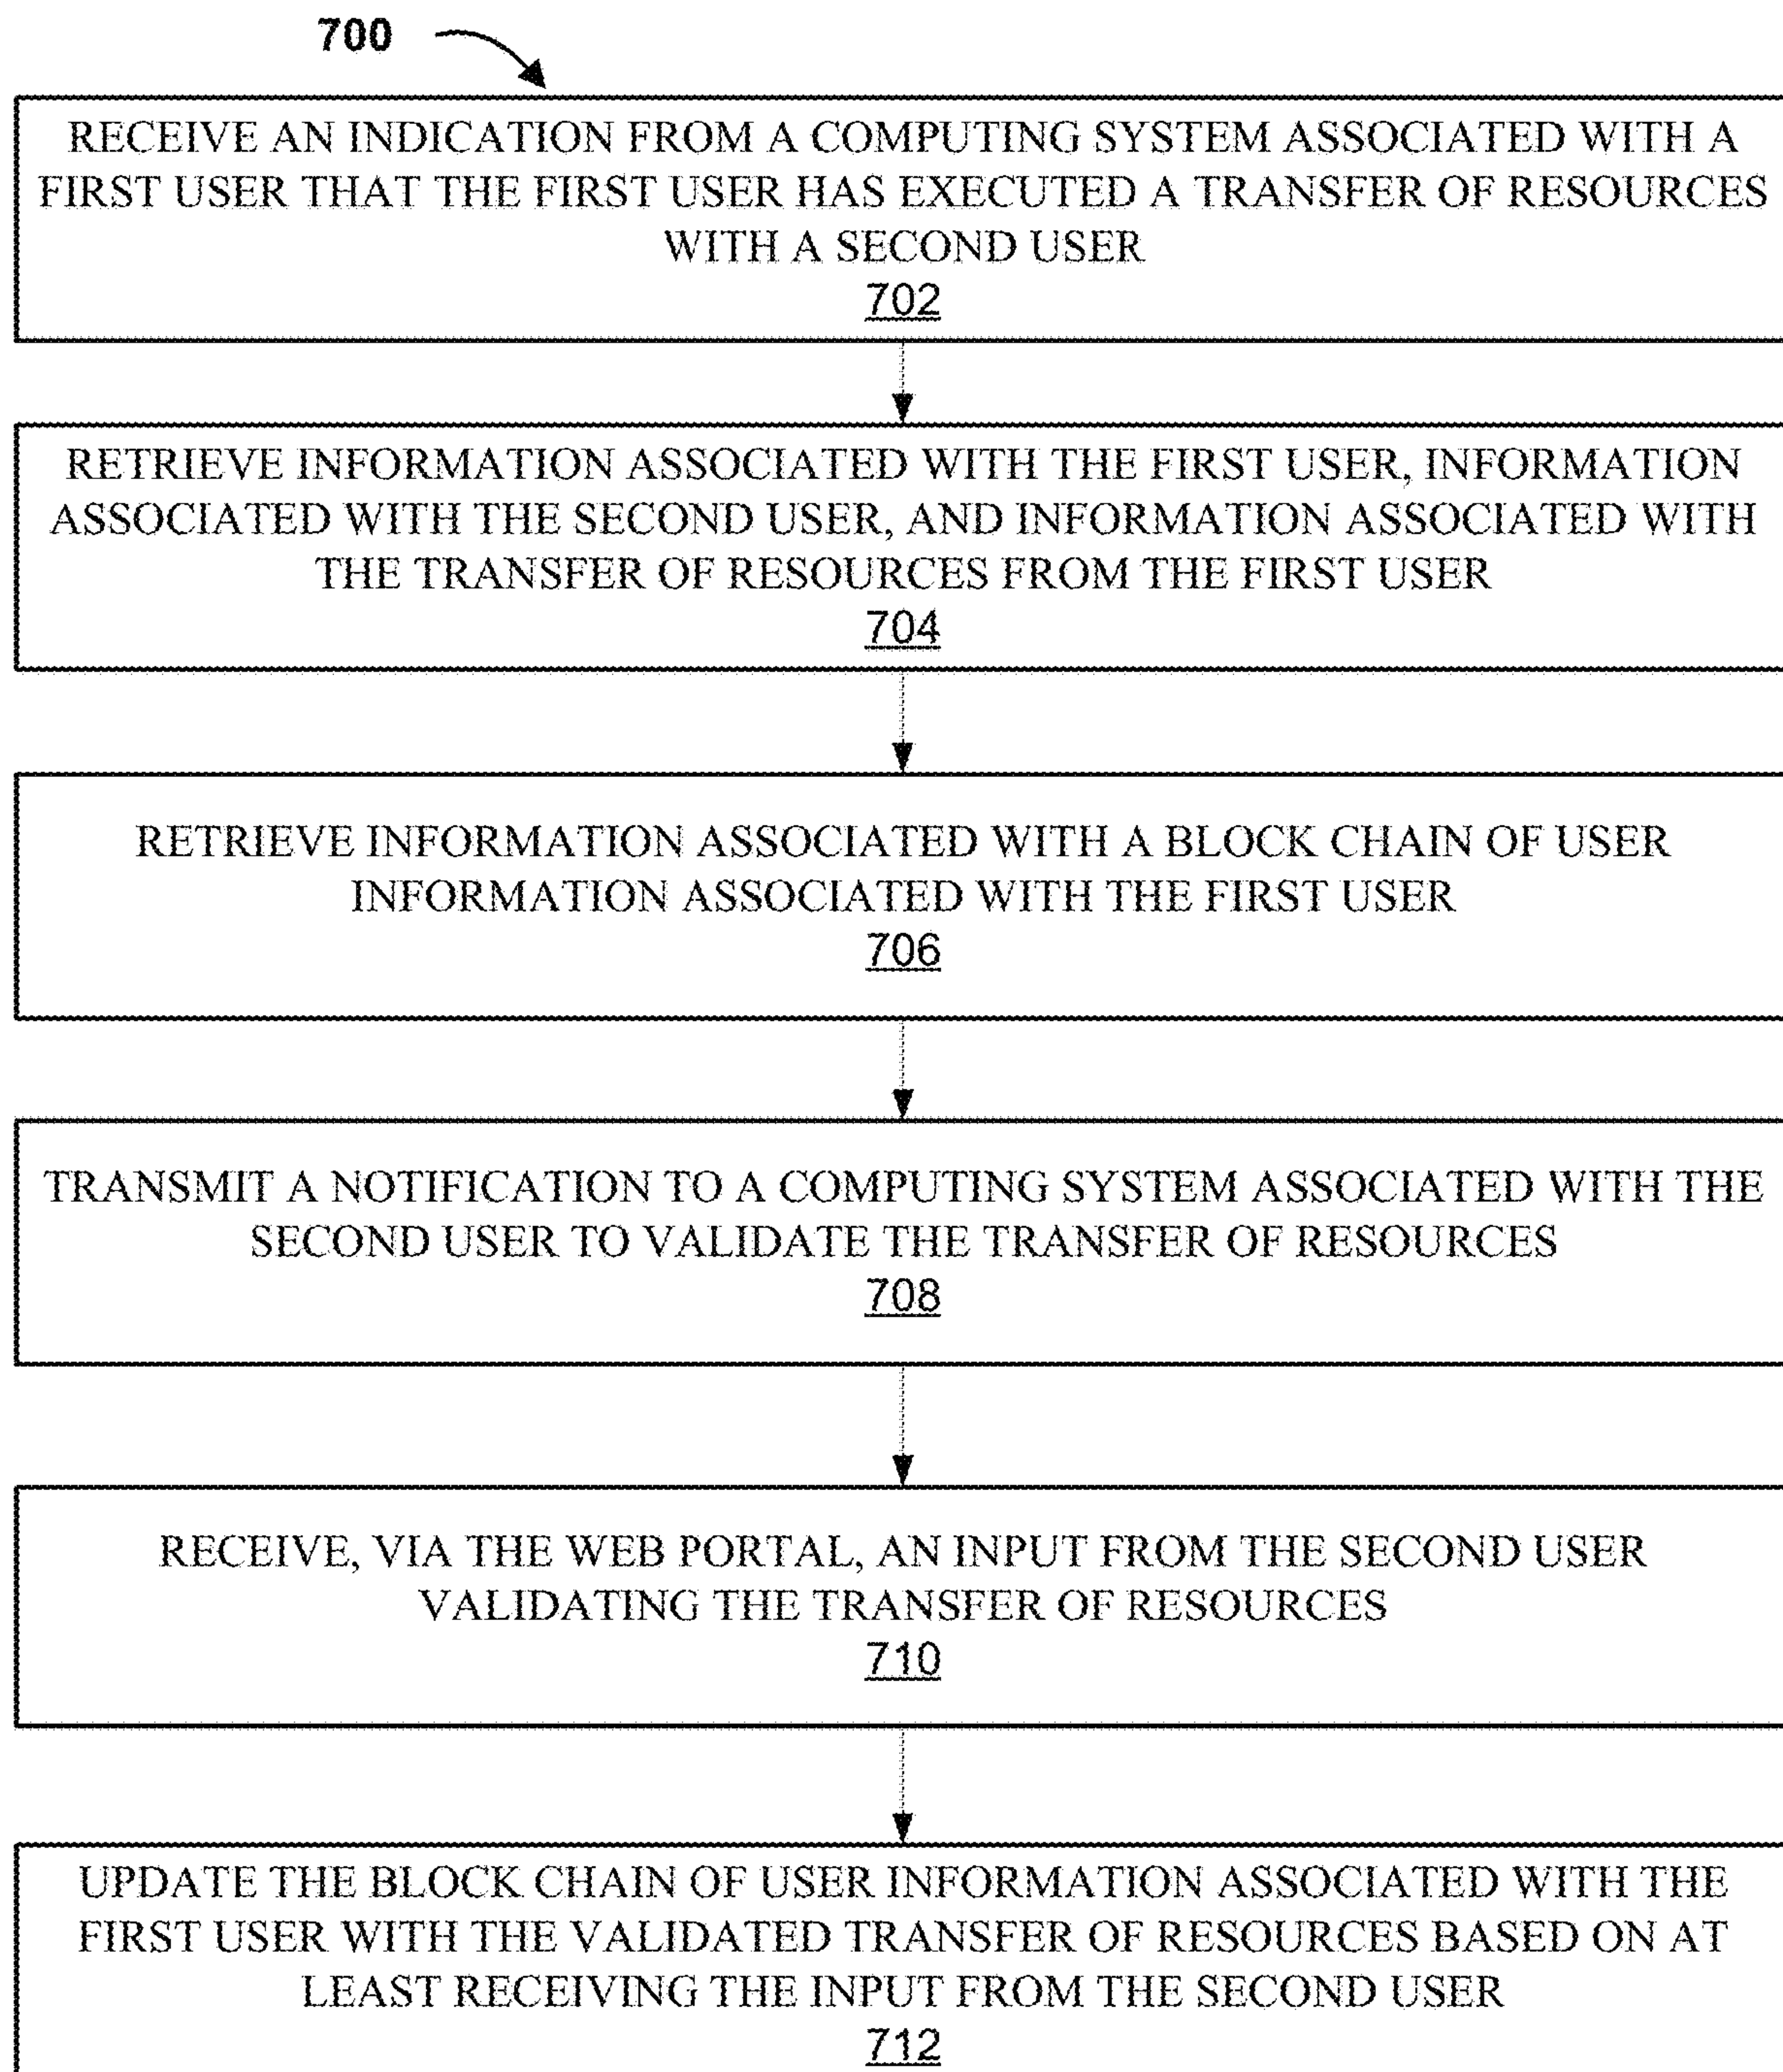 700
RECEIVE AN INDICATION FROM A COMPUTING SYSTEM ASSOCIATED WITH A
FIRST USER THAT THE FIRST USER HAS EXECUTED A TRANSFER OF RESOURCES
WITH A SECOND USER
702
RETRIEVE INFORMATION ASSOCIATED WITH THE FIRST USER, INFORMATION
ASSOCIATED WITH THE SECOND USER, AND INFORMATION ASSOCIATED WITH
THE TRANSFER OF RESOURCES FROM THE FIRST USER
704
RETRIEVE INFORMATION ASSOCIATED WITH A BLOCK CHAIN OF USER
INFORMATION ASSOCIATED WITH THE FIRST USER
706
TRANSMIT A NOTIFICATION TO A COMPUTING SYSTEM ASSOCIATED WITH THE
SECOND USER TO VALIDATE THE TRANSFER OF RESOURCES
708
RECEIVE, VIA THE WEB PORTAL, AN INPUT FROM THE SECOND USER
VALIDATING THE TRANSFER OF RESOURCES
710
UPDATE THE BLOCK CHAIN OF USER INFORMATION ASSOCIATED WITH THE
FIRST USER WITH THE VALIDATED TRANSFER OF RESOURCES BASED ON AT
LEAST RECEIVING THE INPUT FROM THE SECOND USER
712